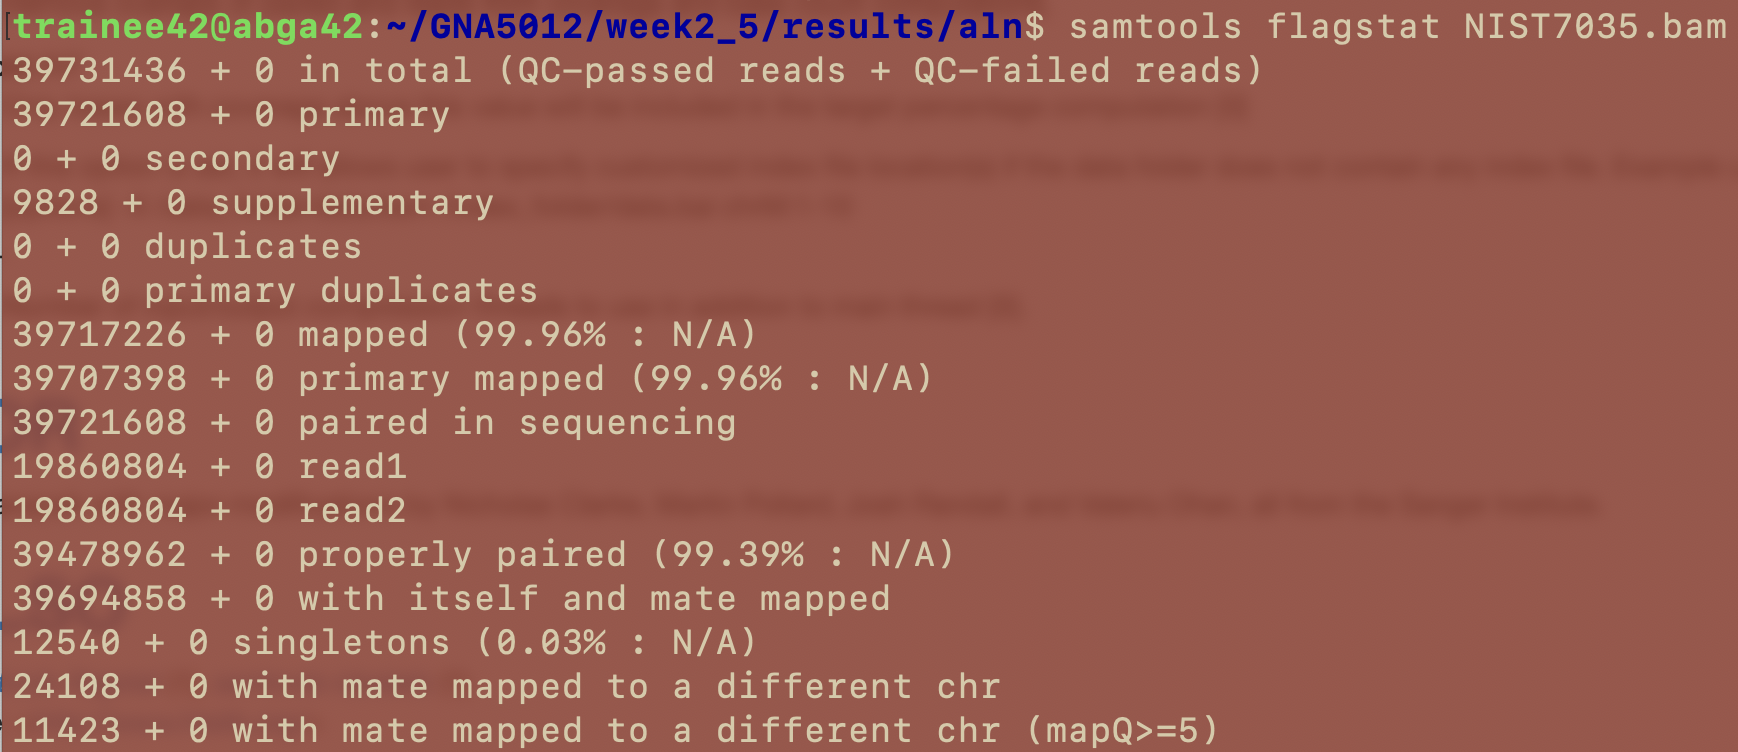 [trainee42@abga42:~/GNA5012/week2_5/results/aln$ samtools flagstat NIST7035.bam
39731436 + 0 in total (QC-passed reads + QC-failed reads)
39721608 + 0 primary
0 + 0 secondary
9828 + 0 supplementary
0 + 0 duplicates
0 + 0 primary duplicates
39717226 + 0 mapped (99.96% : N/A)
39707398 + 0 primary mapped (99.96% : N/A)
39721608 + 0 paired in sequencing
19860804 + 0 read1
19860804 + 0 read2
39478962 + 0 properly paired (99.39% : N/A)
39694858 + 0 with itself and mate mapped
12540 + 0 singletons (0.03% : N/A)
24108 + 0 with mate mapped to a different chr
11423 + 0 with mate mapped to a different chr (mapQ>=5)